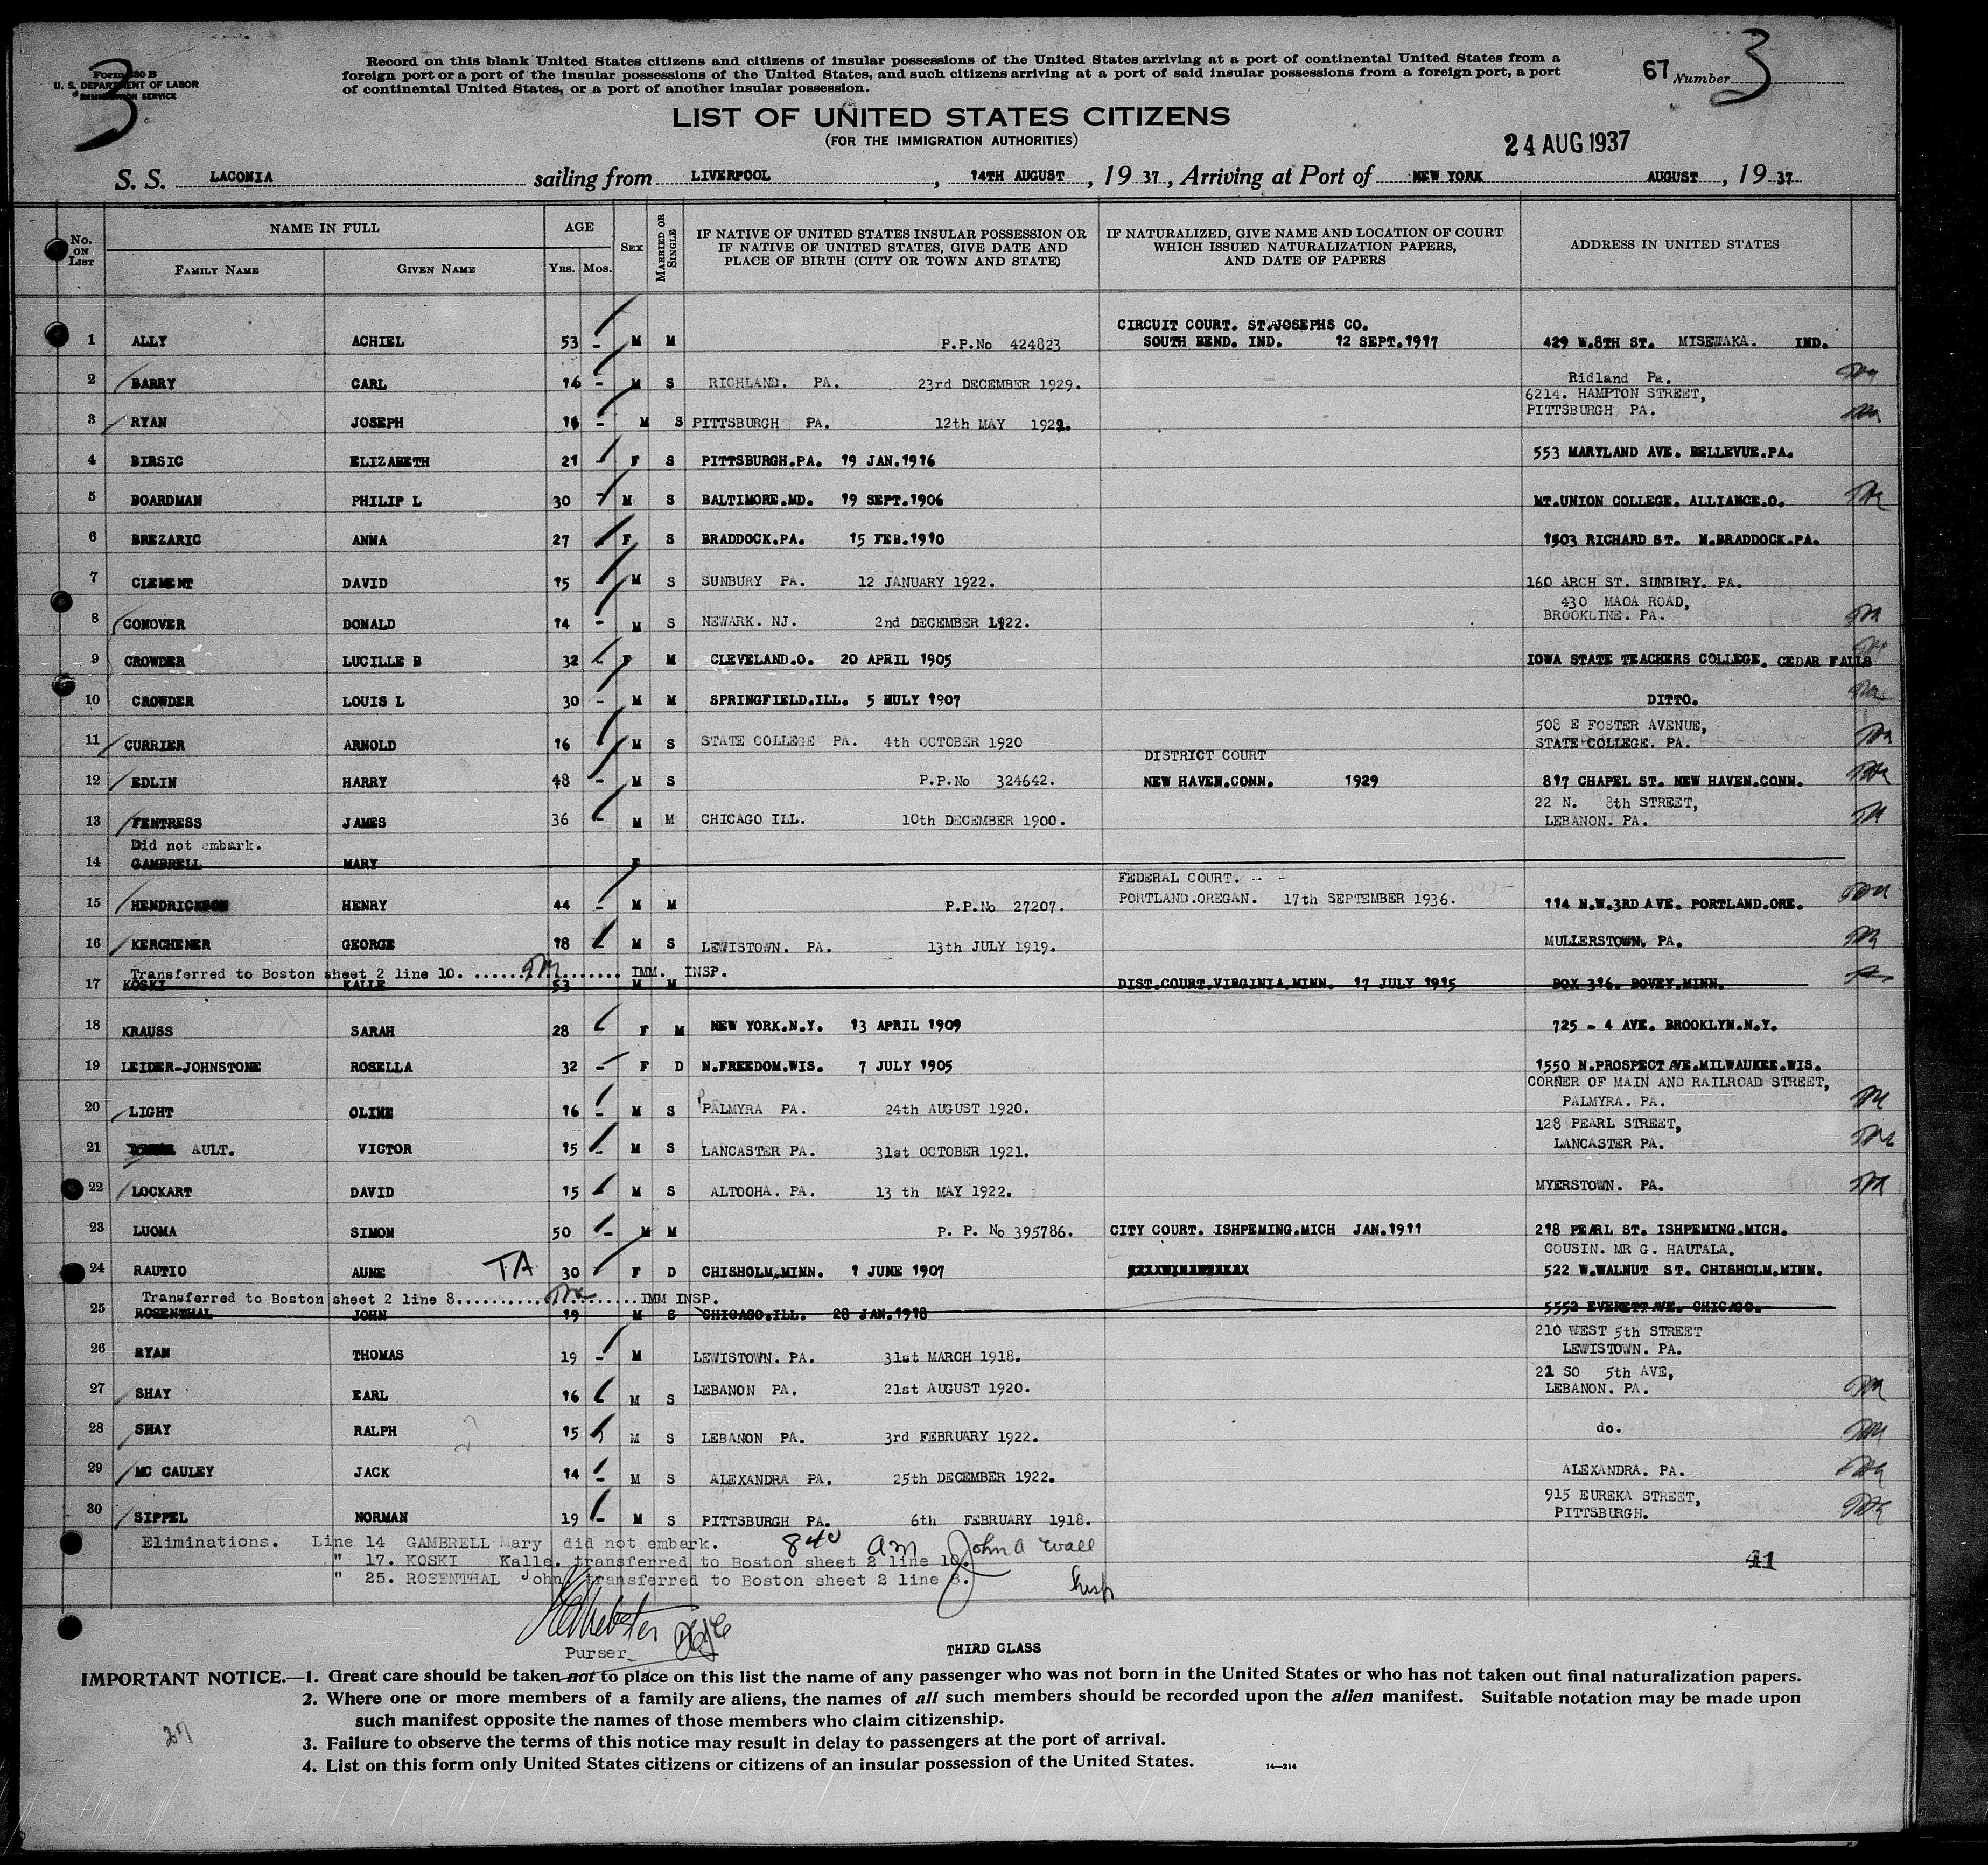 Form 630 B
U. S. DEPARTMENT OF LABOR
IMMIGRATION SERVICE
3
Record on this blank United States citizens and citizens of insular possessions of the United States arriving at a port of continental United States from a
foreign port or a port of the insular possessions of the United States, and such citizens arriving at a port of said insular possessions from a foreign port, a port
of continental United States, or a port of another insular possession.
67 Number 3
LIST OF UNITED STATES CITIZENS
(FOR THE IMMIGRATION AUTHORITIES)
24 AUG 1937
S. S. LACONIA sailing from LIVERPOOL, 14TH AUGUST, 19 37, Arriving at Port of NEW YORK AUGUST, 19 37
No. ON LIST
NAME IN FULL
FAMILY NAME GIVEN NAME
AGE
YRS. MOS.
SEX
MARRIED OR SINGLE
IF NATIVE OF UNITED STATES INSULAR POSSESSION OR
IF NATIVE OF UNITED STATES, GIVE DATE AND
PLACE OF BIRTH (CITY OR TOWN AND STATE)
IF NATURALIZED, GIVE NAME AND LOCATION OF COURT
WHICH ISSUED NATURALIZATION PAPERS,
AND DATE OF PAPERS
ADDRESS IN UNITED STATES
CIRCUIT COURT. ST.JOSEPHS CO.
1 ALLY ACHIEL 53 - M M P.P.No 424823 SOUTH BEND. IND. 12 SEPT.1917 429 W.8TH ST. MISEWAKA. IND.
2 BARRY CARL 16 - M S RICHLAND. PA. 23rd DECEMBER 1929. Ridland Pa.
6214. HAMPTON STREET,
PITTSBURGH PA.
3 RYAN JOSEPH 16 - M S PITTSBURGH PA. 12th MAY 1921.
4 BIRSIC ELIZABETH 21 - F S PITTSBURGH.PA. 19 JAN.1916 553 MARYLAND AVE. BELLEVUE.PA.
5 BOARDMAN PHILIP L 30 M S BALTIMORE.MD. 19 SEPT.1906 MT.UNION COLLEGE. ALLIANCE.O.
6 BREZARIC ANNA 27 F S BRADDOCK.PA. 15 FEB.1910 1503 RICHARD ST. N.BRADDOCK.PA.
7 CLEMENT DAVID 15 M S SUNBURY PA. 12 JANUARY 1922. 160 ARCH ST. SUNBURY. PA.
430 MAOA ROAD,
8 CONOVER DONALD 14 - M S NEWARK. NJ. 2nd DECEMBER 1922. BROOKLINE. PA.
9 CROWDER LUCILLE B 32 - F M CLEVELAND.O. 20 APRIL 1905 IOWA STATE TEACHERS COLLEGE. CEDAR FALLS
10 CROWDER LOUIS L 30 - M M SPRINGFIELD.ILL. 5 HULY 1907 DITTO.
508 E FOSTER AVENUE,
11 CURRIER ARNOLD 16 M S STATE COLLEGE PA. 4th OCTOBER 1920 STATE COLLEGE. PA.
DISTRICT COURT
12 EDLIN HARRY 48 - M S P.P.No 324642. NEW HAVEN.CONN. 1929 817 CHAPEL ST. NEW HAVEN.CONN.
22 N. 8th STREET,
13 FENTRESS JAMES 36 - M M CHICAGO ILL. 10th DECEMBER 1900. LEBANON. PA.
Did not embark.
14 GAMBRELL MARY F
FEDERAL COURT. - -
15 HENDRICKSON HENRY 44 - M M P.P.No 27207. PORTLAND.OREGAN. 17th SEPTEMBER 1936. 114 N.W.3RD AVE. PORTLAND.ORE.
16 KERCHENER GEORGE 18 M S LEWISTOWN. PA. 13th JULY 1919. MULLERSTOWN. PA.
Transferred to Boston sheet 2 line 10. IMM. INSP.
17 KOSKI KALLE 53 M M DIST.COURT.VIRGINIA.MINN. 17 JULY 1915 BOX 316. BOVEY.MINN.
18 KRAUSS SARAH 28 F M NEW YORK.N.Y. 13 APRIL 1909 725 - 4 AVE. BROOKLYN.N.Y.
19 LEIDER-JOHNSTONE ROSELLA 32 - F D N.FREEDOM.WIS. 7 JULY 1905 1550 N.PROSPECT AVE.MILWAUKEE.WIS.
CORNER OF MAIN AND RAILROAD STREET,
20 LIGHT OLINE 16 - M S PALMYRA PA. 24th AUGUST 1920. PALMYRA. PA.
128 PEARL STREET,
21 AULT. VICTOR 15 - M S LANCASTER PA. 31st OCTOBER 1921. LANCASTER PA.
22 LOCKART DAVID 15 - M S ALTOOHA. PA. 13 th MAY 1922. MYERSTOWN. PA.
23 LUOMA SIMON 50 - M M P. P. No 395786. CITY COURT. ISHPEMING.MICH JAN.1911 218 PEARL ST. ISHPEMING.MICH.
COUSIN. MR G. HAUTALA.
24 RAUTIO AUNE TA 30 F D CHISHOLM.MINN. 1 JUNE 1907 522 W.WALNUT ST. CHISHOLM.MINN.
Transferred to Boston sheet 2 line 8. IMM INSP.
25 ROSENTHAL JOHN 19 M S CHICAGO.ILL. 28 JAN.1918 5552 EVERETT AVE. CHICAGO.
210 WEST 5th STREET
26 RYAN THOMAS 19 - M LEWISTOWN. PA. 31st MARCH 1918. LEWISTOWN. PA.
21 SO 5th AVE,
27 SHAY EARL 16 M S LEBANON PA. 21st AUGUST 1920. LEBANON. PA.
28 SHAY RALPH 15 M S LEBANON PA. 3rd FEBRUARY 1922. do.
29 MC CAULEY JACK 14 - M S ALEXANDRA PA. 25th DECEMBER 1922. ALEXANDRA. PA.
915 EUREKA STREET,
30 SIPPEL NORMAN 19 - M S PITTSBURGH PA. 6th FEBRUARY 1918. PITTSBURGH.
Eliminations. Line 14 GAMBRELL Mary did not embark. 840 am John A Wall
" 17. KOSKI Kalle. transferred to Boston sheet 2 line 10.
" 25. ROSENTHAL John. transferred to Boston sheet 2 line 8. Insp
41
Purser
THIRD CLASS
IMPORTANT NOTICE.—1. Great care should be taken not to place on this list the name of any passenger who was not born in the United States or who has not taken out final naturalization papers.
2. Where one or more members of a family are aliens, the names of all such members should be recorded upon the alien manifest. Suitable notation may be made upon
such manifest opposite the names of those members who claim citizenship.
3. Failure to observe the terms of this notice may result in delay to passengers at the port of arrival.
4. List on this form only United States citizens or citizens of an insular possession of the United States.
14—214
27